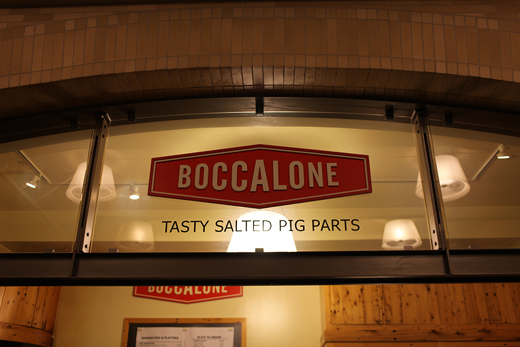 BOCCALONE
TASTY SALTED PIG PARTS
BOCCALONE